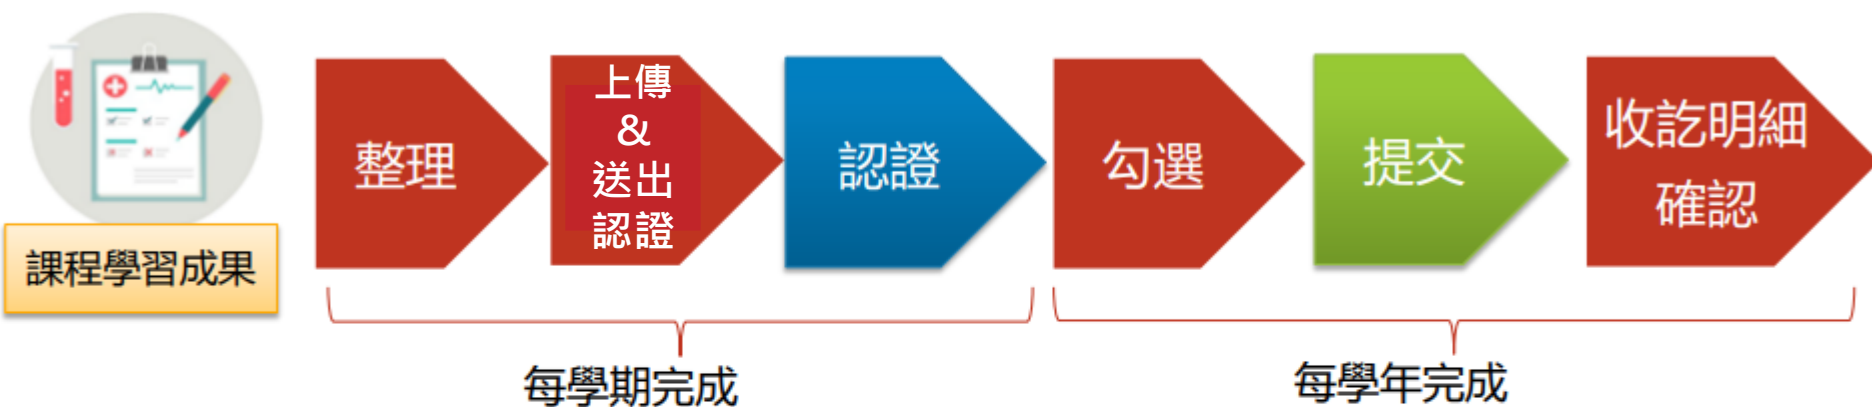 課程學習成果
整理
上傳
&
送出
認證
認證
勾選
提交
收訖明細
確認
每學期完成
每學年完成